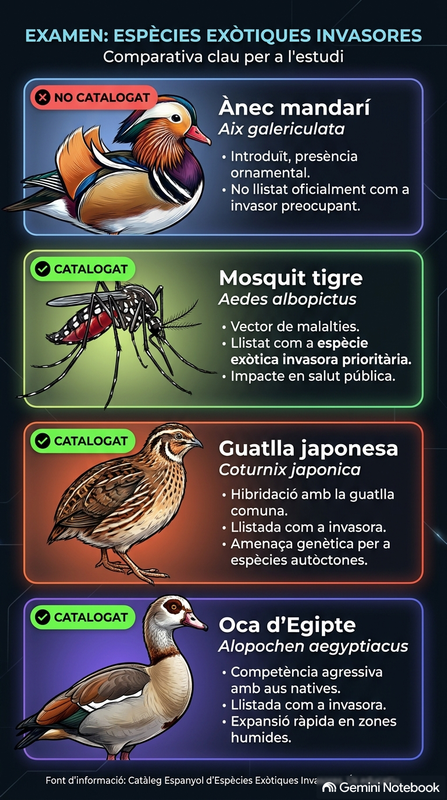 EXAMEN: ESPÈCIES EXÒTIQUES INVASORES
Comparativa clau per a l'estudi
NO CATALOGAT
Ànec mandarí
Aix galericulata
• Introduït, presència
ornamental.
• No llistat oficialment com a
invasor preocupant.
CATALOGAT
Mosquit tigre
Aedes albopictus
• Vector de malalties.
• Llistat com a espècie
exòtica invasora prioritària.
• Impacte en salut pública.
CATALOGAT
Guatlla japonesa
Coturnix japonica
• Hibridació amb la guatlla
comuna.
• Llistada com a invasora.
• Amenaça genètica per a
espècies autòctones.
CATALOGAT
Oca d'Egipte
Alopochen aegyptiacus
• Competència agressiva
amb aus natives.
• Llistada com a invasora.
• Expansió ràpida en zones
humides.
Font d'informació: Catàleg Espanyol d'Espècies Exòtiques
Gemini Notebook